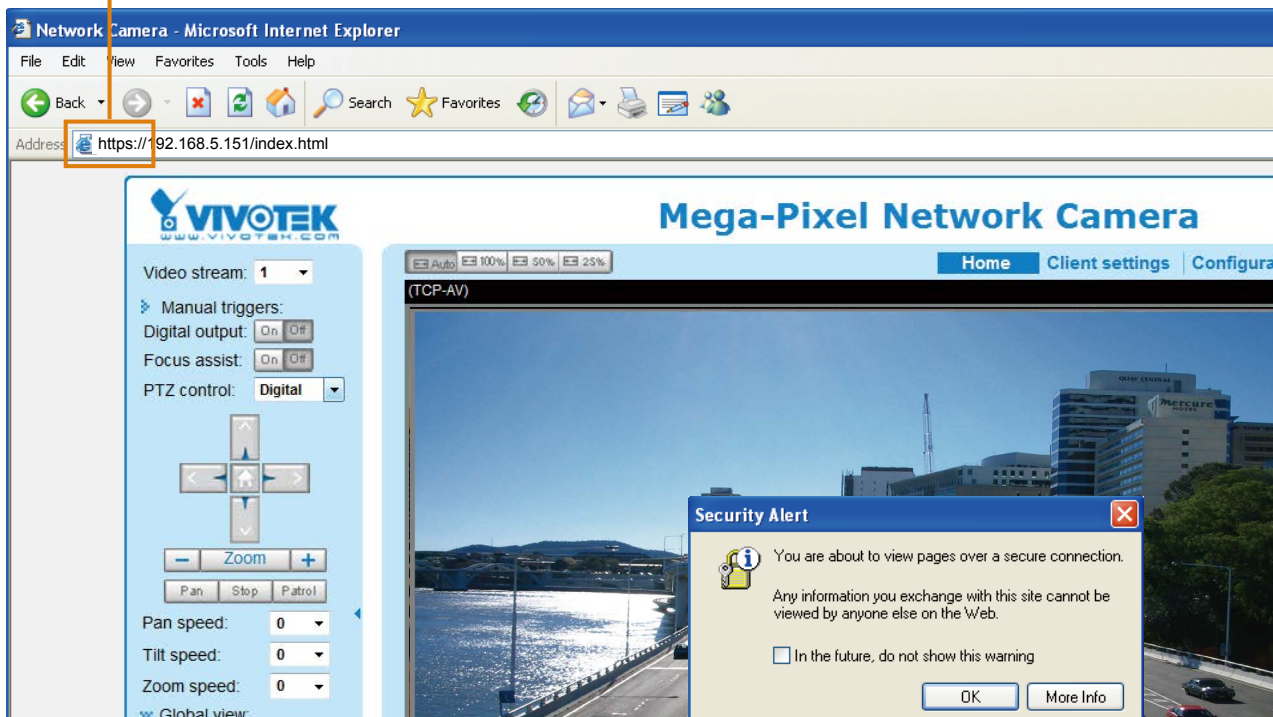 Network Camera - Microsoft Internet Explorer
File Edit View Favorites Tools Help
Back Search Favorites
Address https://192.168.5.151/index.html
VIVOTEK
www.vivotek.com
Mega-Pixel Network Camera
Auto 100% 50% 25%
Home Client settings Configura
(TCP-AV)
Video stream: 1
Manual triggers:
Digital output: On Off
Focus assist: On Off
PTZ control: Digital
− Zoom +
Pan Stop Patrol
Pan speed: 0
Tilt speed: 0
Zoom speed: 0
Global view:
QUAY CENTRAL
Mercure
HOTEL
Security Alert
You are about to view pages over a secure connection.
Any information you exchange with this site cannot be
viewed by anyone else on the Web.
In the future, do not show this warning
OK More Info